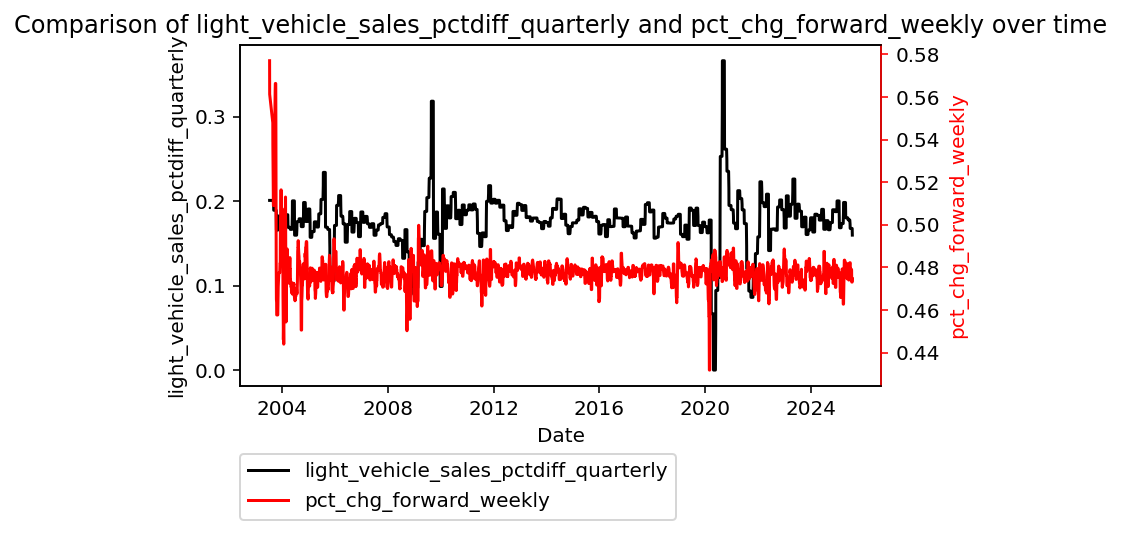 Comparison of light_vehicle_sales_pctdiff_quarterly and pct_chg_forward_weekly over time
light_vehicle_sales_pctdiff_quarterly
0.3
0.2
0.1
0.0
0.58
0.56
0.54
0.52
0.50
0.48
0.46
0.44
pct_chg_forward_weekly
2004 2008 2012 2016 2020 2024
Date
light_vehicle_sales_pctdiff_quarterly
pct_chg_forward_weekly